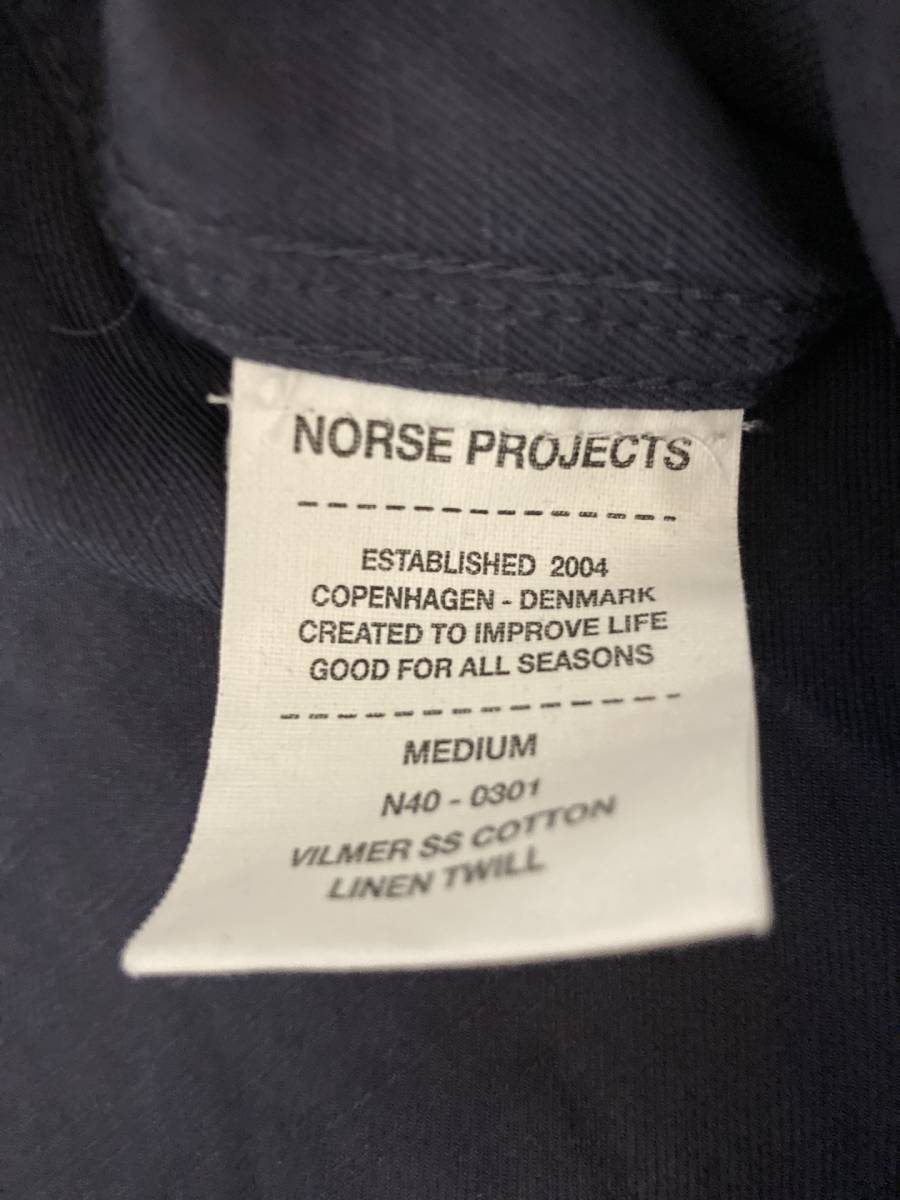 NORSE PROJECTS
ESTABLISHED 2004
COPENHAGEN - DENMARK
CREATED TO IMPROVE LIFE
GOOD FOR ALL SEASONS
MEDIUM
N40 - 0301
VILMER SS COTTON
LINEN TWILL